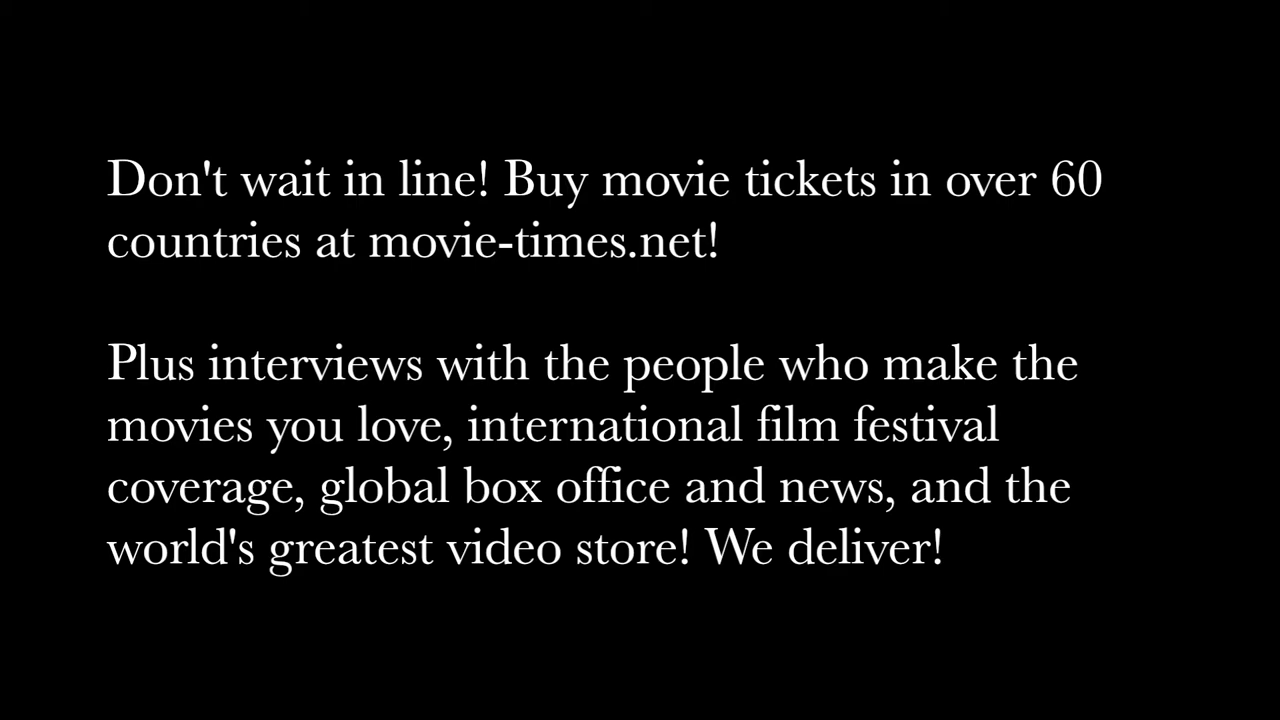 Don't wait in line! Buy movie tickets in over 60
countries at movie-times.net!
Plus interviews with the people who make the
movies you love, international film festival
coverage, global box office and news, and the
world's greatest video store! We deliver!